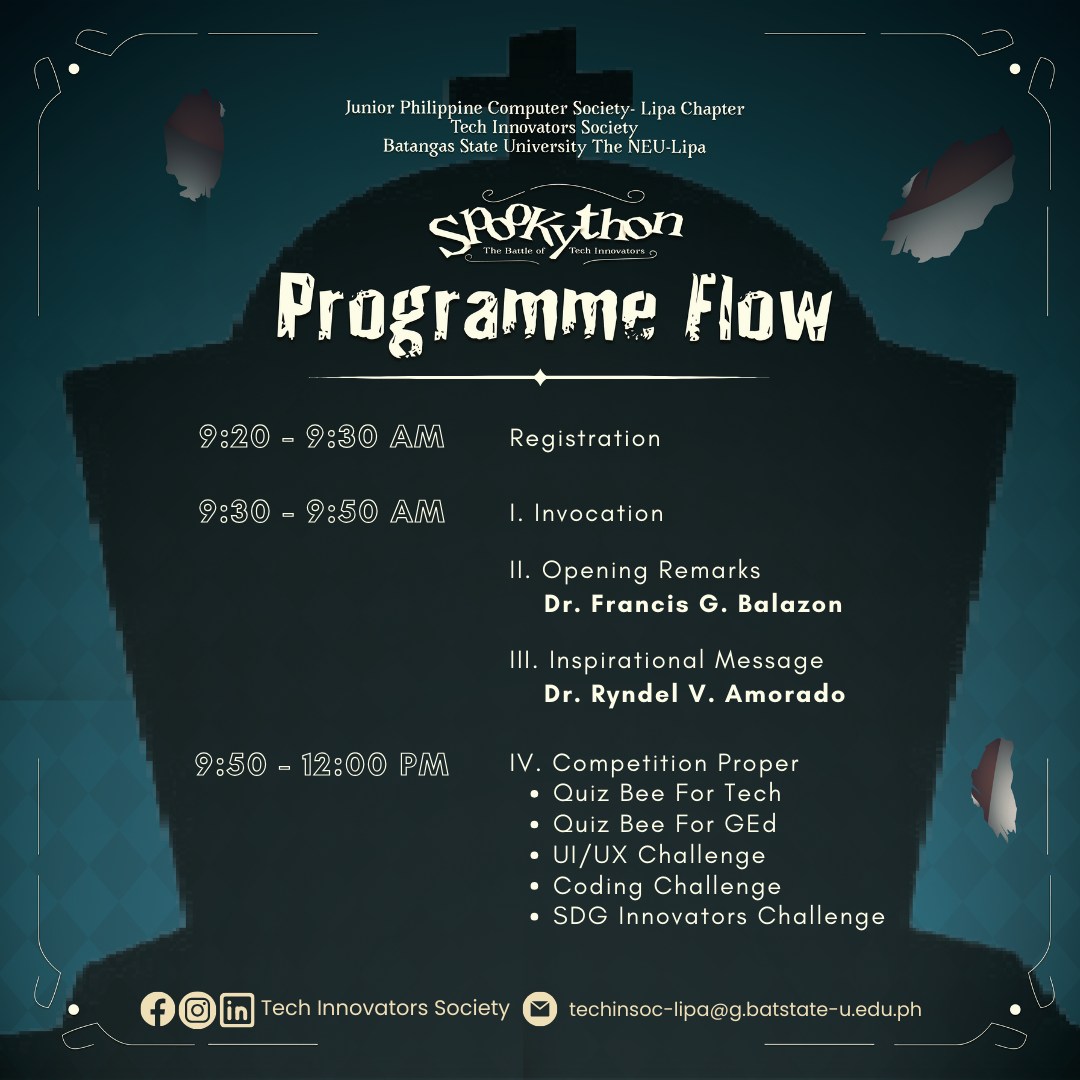 Junior Philippine Computer Society- Lipa Chapter
Tech Innovators Society
Batangas State University The NEU-Lipa
Spookython
The Battle of Tech Innovators
Programme Flow
9:20 - 9:30 AM Registration
9:30 - 9:50 AM I. Invocation
II. Opening Remarks
Dr. Francis G. Balazon
III. Inspirational Message
Dr. Ryndel V. Amorado
9:50 - 12:00 PM IV. Competition Proper
• Quiz Bee For Tech
• Quiz Bee For GEd
• UI/UX Challenge
• Coding Challenge
• SDG Innovators Challenge
Tech Innovators Society techinsoc-lipa@g.batstate-u.edu.ph